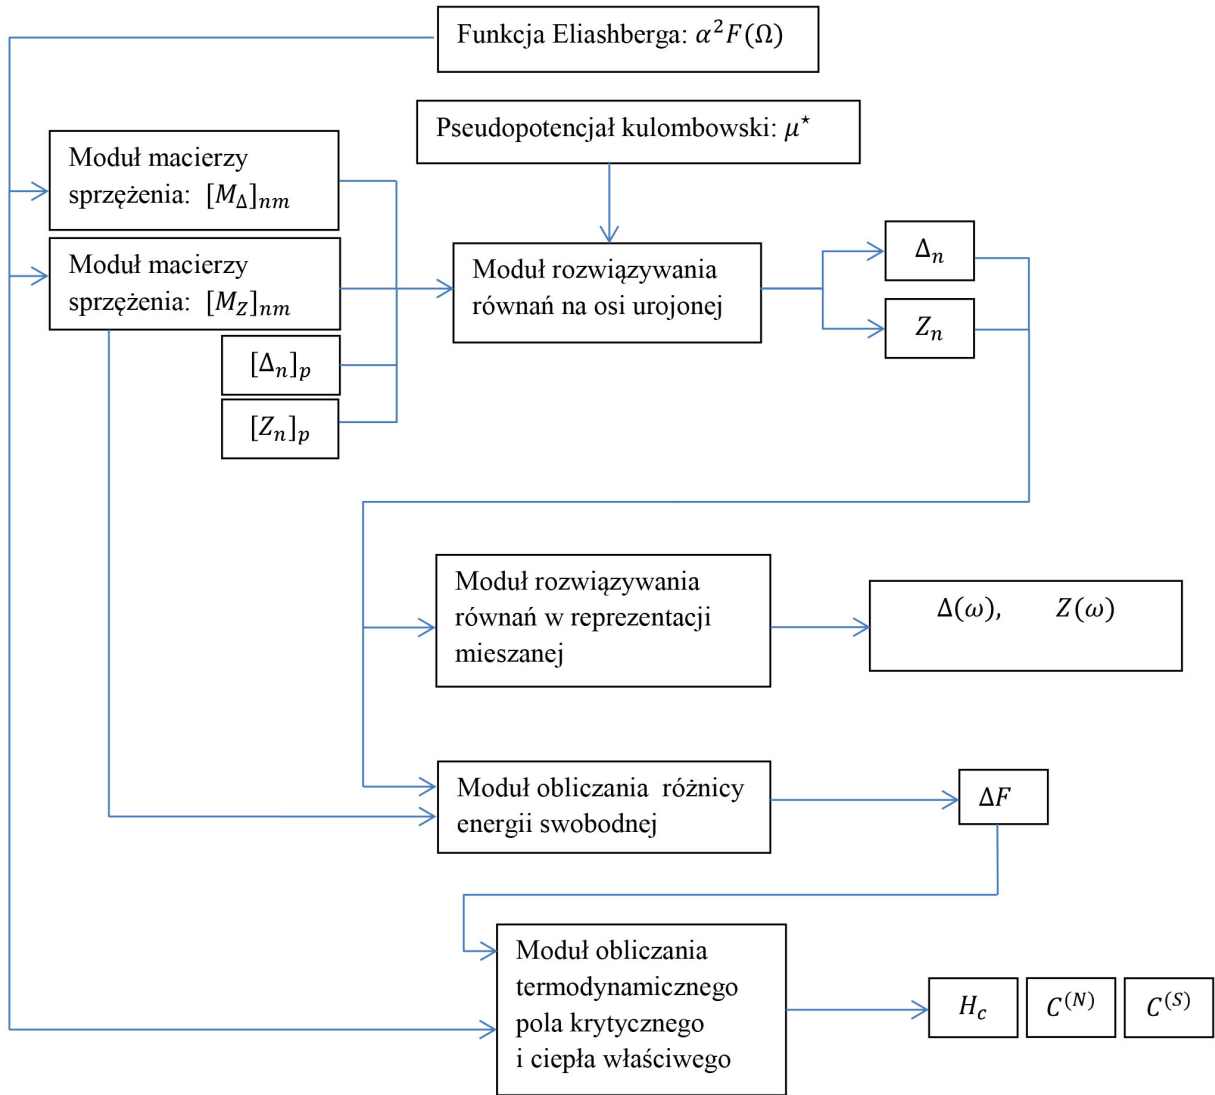 Funkcja Eliashberga: α²F(Ω)
Pseudopotencjał kulombowski: μ*
Moduł macierzy
sprzężenia: [M_Δ]_nm
Moduł macierzy
sprzężenia: [M_Z]_nm
[Δ_n]_p
[Z_n]_p
Moduł rozwiązywania
równań na osi urojonej
Δ_n
Z_n
Moduł rozwiązywania
równań w reprezentacji
mieszanej
Δ(ω), Z(ω)
Moduł obliczania różnicy
energii swobodnej
ΔF
Moduł obliczania
termodynamicznego
pola krytycznego
i ciepła właściwego
H_c C^(N) C^(S)